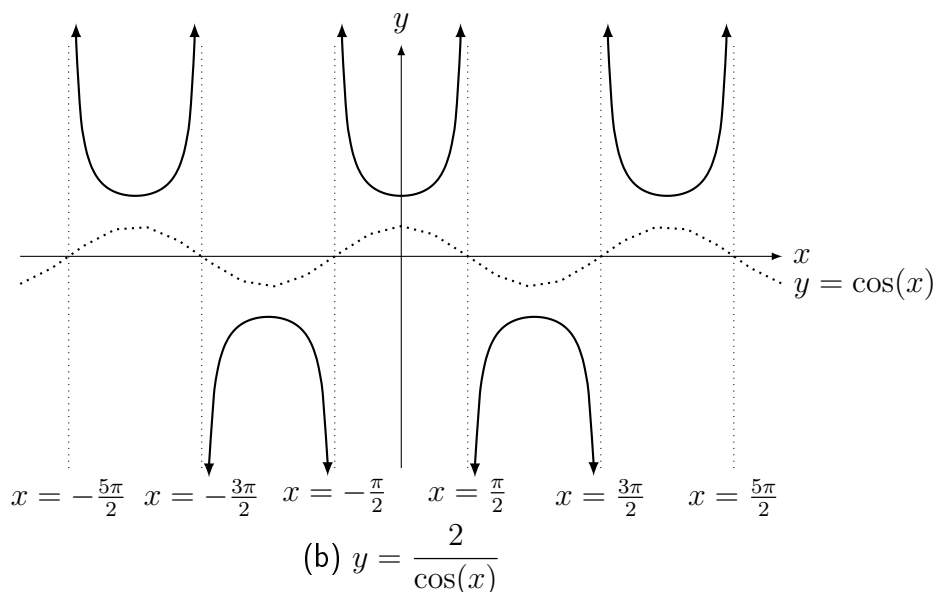 y
x
y = cos(x)
x = −5π/2 x = −3π/2 x = −π/2 x = π/2 x = 3π/2 x = 5π/2
(b) y = 2/cos(x)